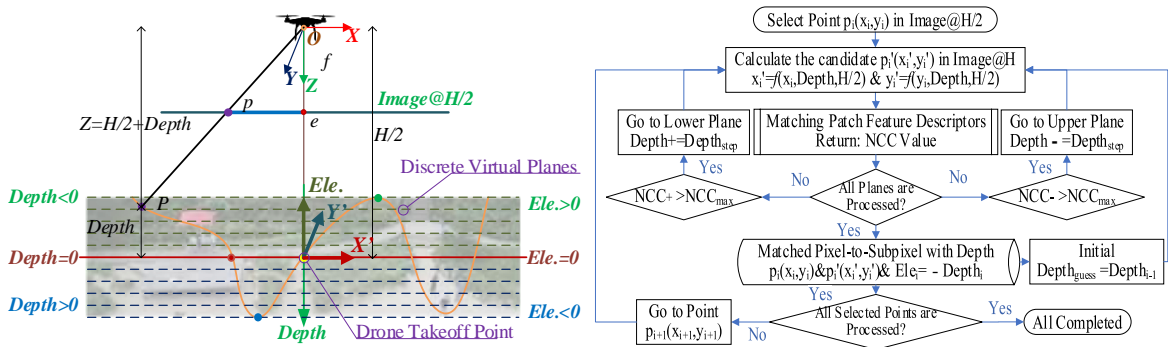 O
X
f
Y
Z
p
Image@H/2
e
Z=H/2+Depth
H/2
Discrete Virtual Planes
Depth<0
P
Ele.
Ele.>0
Depth
Y'
X'
Depth=0
Ele.=0
Depth>0
Ele.<0
Depth
Drone Takeoff Point
Select Point pi(xi,yi) in Image@H/2
Calculate the candidate pi'(xi',yi') in Image@H
xi'=f(xi,Depth,H/2) & yi'=f(yi,Depth,H/2)
Go to Lower Plane
Depth+=Depthstep
Matching Patch Feature Descriptors
Return: NCC Value
Go to Upper Plane
Depth - =Depthstep
Yes
No
No
Yes
NCC+ >NCCmax
All Planes are
Processed?
NCC- >NCCmax
Yes
Matched Pixel-to-Subpixel with Depth
pi(xi,yi)&pi'(xi',yi')& Elei= - Depthi
Initial
Depthguess =Depthi-1
Yes
Go to Point
pi+1(xi+1,yi+1)
No
All Selected Points are
Processed?
Yes
All Completed